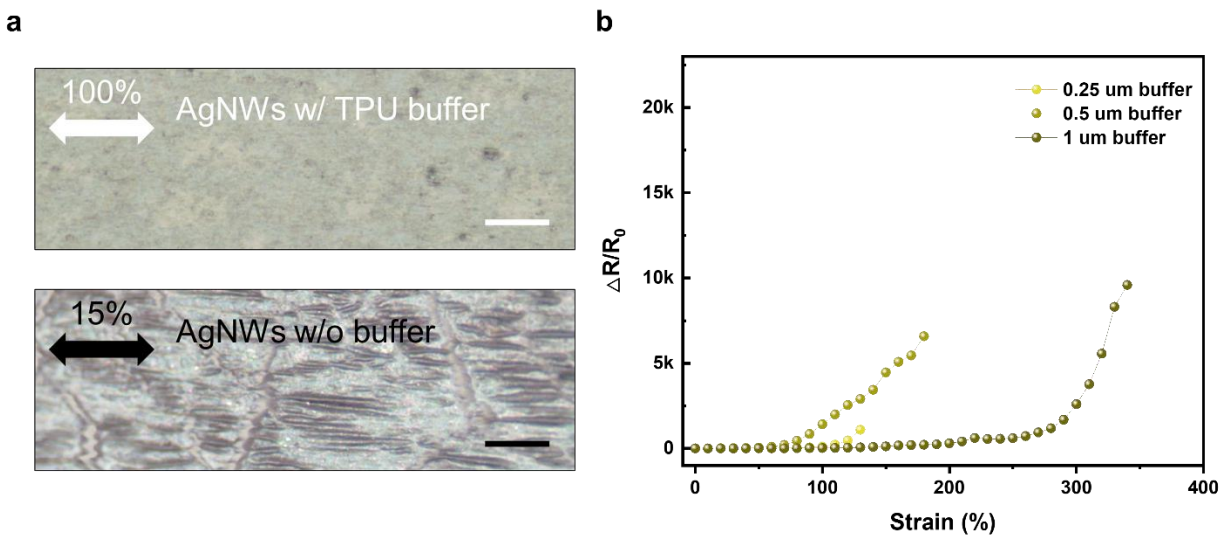 a
100%
AgNWs w/ TPU buffer
15%
AgNWs w/o buffer
b
0.25 um buffer
0.5 um buffer
1 um buffer
20k
15k
10k
5k
0
△R/R₀
0 100 200 300 400
Strain (%)